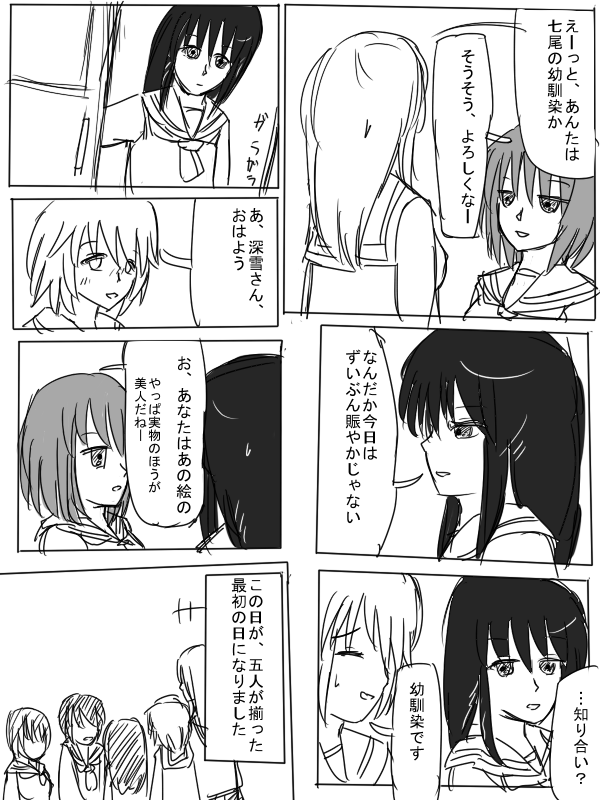 えーっと、あんたは
七尾の幼馴染か
そうそう、よろしくなー
ガらがら
あ、深雪さん、
おはよう
なんだか今日は
ずいぶん賑やかじゃない
お、あなたはあの絵の
やっぱ実物のほうが
美人だねー
…知り合い?
幼馴染です
この日が、五人が揃った
最初の日になりました